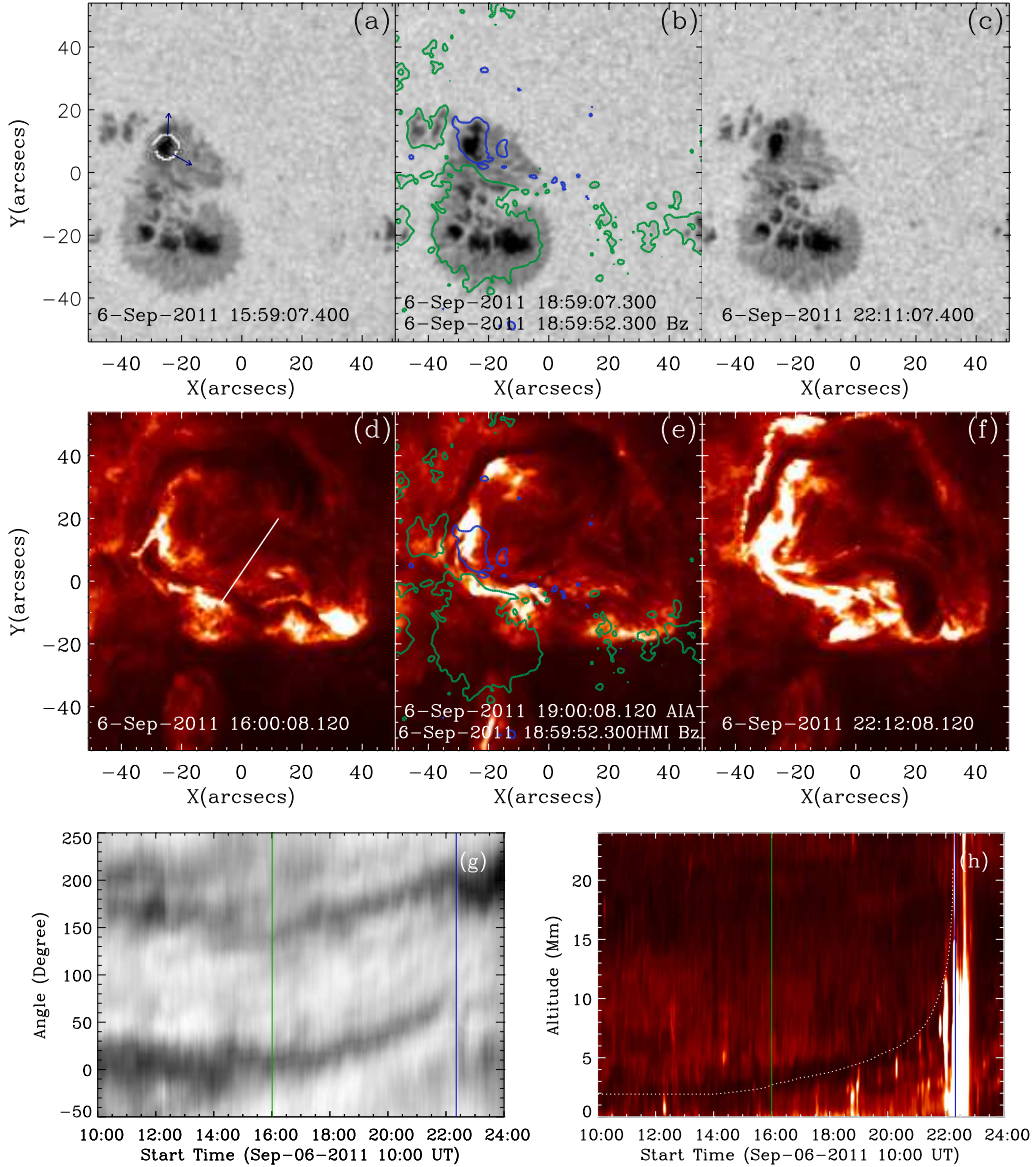 (a) (b) (c)
40
20
0
−20
−40
Y(arcsecs)
6−Sep−2011 15:59:07.400
6−Sep−2011 18:59:07.300
6−Sep−2011 18:59:52.300 Bz
6−Sep−2011 22:11:07.400
−40 −20 0 20 40 −40 −20 0 20 40 −40 −20 0 20 40
X(arcsecs) X(arcsecs) X(arcsecs)
(d) (e) (f)
40
20
0
−20
−40
Y(arcsecs)
6−Sep−2011 16:00:08.120
6−Sep−2011 19:00:08.120 AIA
6−Sep−2011 18:59:52.300HMI Bz
6−Sep−2011 22:12:08.120
−40 −20 0 20 40 −40 −20 0 20 40 −40 −20 0 20 40
X(arcsecs) X(arcsecs) X(arcsecs)
(g)
250
200
150
100
50
0
−50
Angle (Degree)
10:00 12:00 14:00 16:00 18:00 20:00 22:00 24:00
Start Time (Sep−06−2011 10:00 UT)
(h)
20
15
10
5
0
Altitude (Mm)
10:00 12:00 14:00 16:00 18:00 20:00 22:00 24:00
Start Time (Sep−06−2011 10:00 UT)